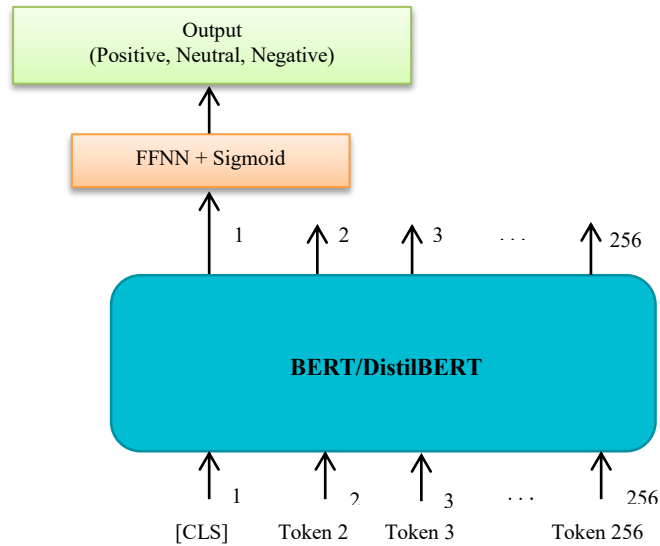 Output
(Positive, Neutral, Negative)
FFNN + Sigmoid
1 2 3 . . . 256
BERT/DistilBERT
1 2 3 . . . 256
[CLS] Token 2 Token 3 Token 256